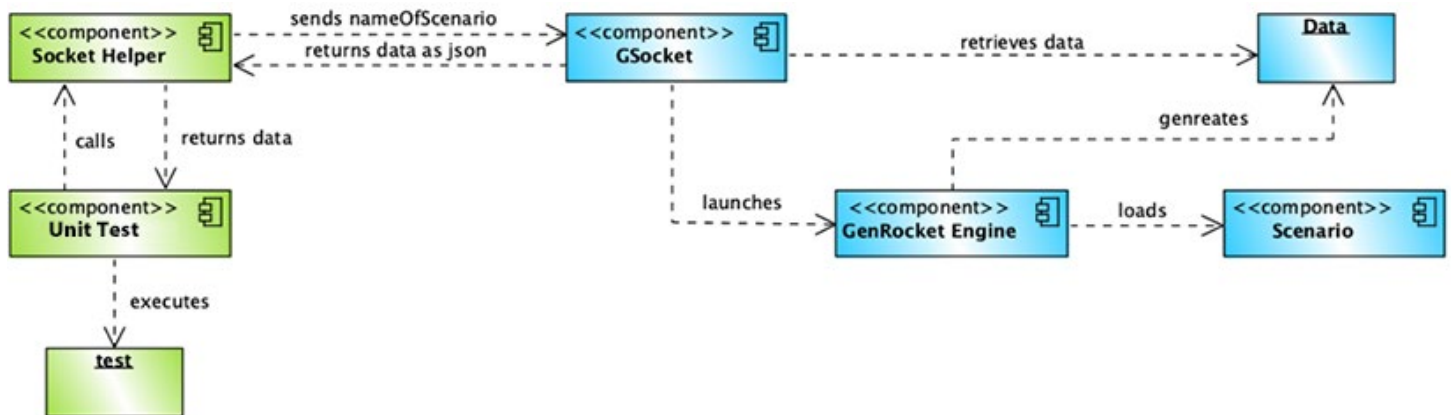 sends nameOfScenario
<<component>>
Socket Helper
<<component>>
GSocket
returns data as json
retrieves data
Data
calls
returns data
genreates
<<component>>
Unit Test
launches
<<component>>
GenRocket Engine
loads
<<component>>
Scenario
executes
test